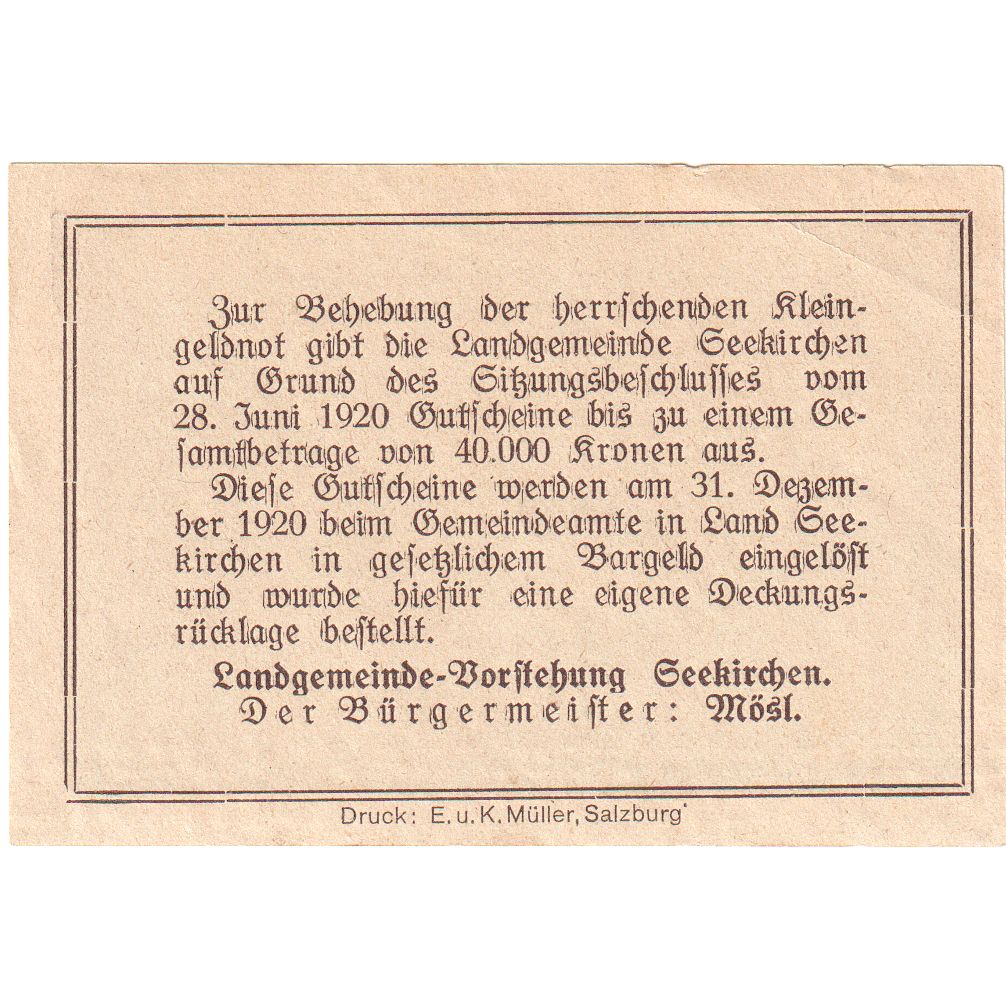 Zur Behebung der herrschenden Klein-
geldnot gibt die Landgemeinde Seekirchen
auf Grund des Sitzungsbeschlusses vom
28. Juni 1920 Gutscheine bis zu einem Ge-
samtbetrage von 40.000 Kronen aus.
Diese Gutscheine werden am 31. Dezem-
ber 1920 beim Gemeindeamte in Land See-
kirchen in gesetzlichem Bargeld eingelöst
und wurde hiefür eine eigene Deckungs-
rücklage bestellt.
Landgemeinde-Vorstehung Seekirchen.
Der Bürgermeister: Mösl.
Druck: E. u. K. Müller, Salzburg